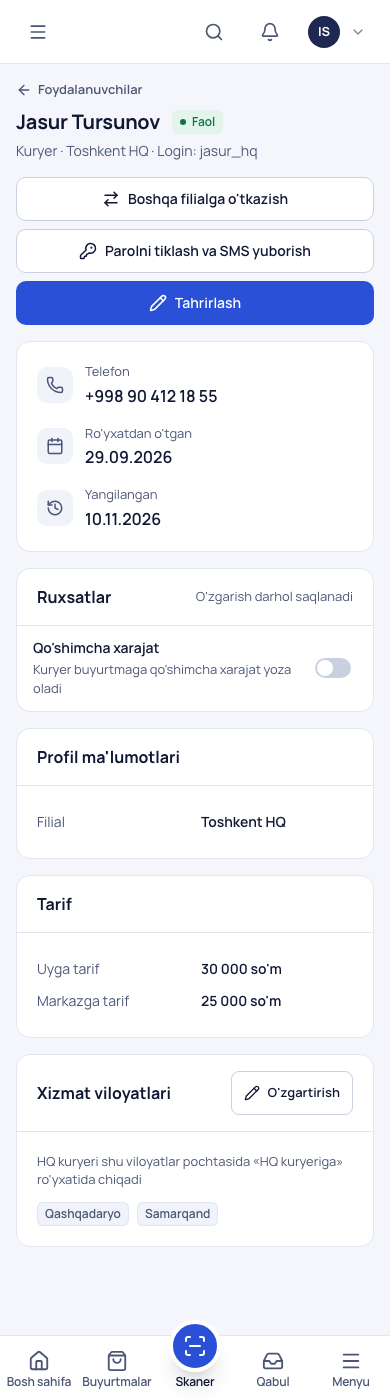 IS
Foydalanuvchilar
Jasur Tursunov
Faol
Kuryer · Toshkent HQ · Login: jasur_hq
Boshqa filialga o'tkazish
Parolni tiklash va SMS yuborish
Tahrirlash
Telefon
+998 90 412 18 55
Ro'yxatdan o'tgan
29.09.2026
Yangilangan
10.11.2026
Ruxsatlar
O'zgarish darhol saqlanadi
Qo'shimcha xarajat
Kuryer buyurtmaga qo'shimcha xarajat yoza
oladi
Profil ma'lumotlari
Filial
Toshkent HQ
Tarif
Uyga tarif
30 000 so'm
Markazga tarif
25 000 so'm
Xizmat viloyatlari
O'zgartirish
HQ kuryeri shu viloyatlar pochtasida «HQ kuryeriga»
ro'yxatida chiqadi
Qashqadaryo
Samarqand
Bosh sahifa
Buyurtmalar
Skaner
Qabul
Menyu